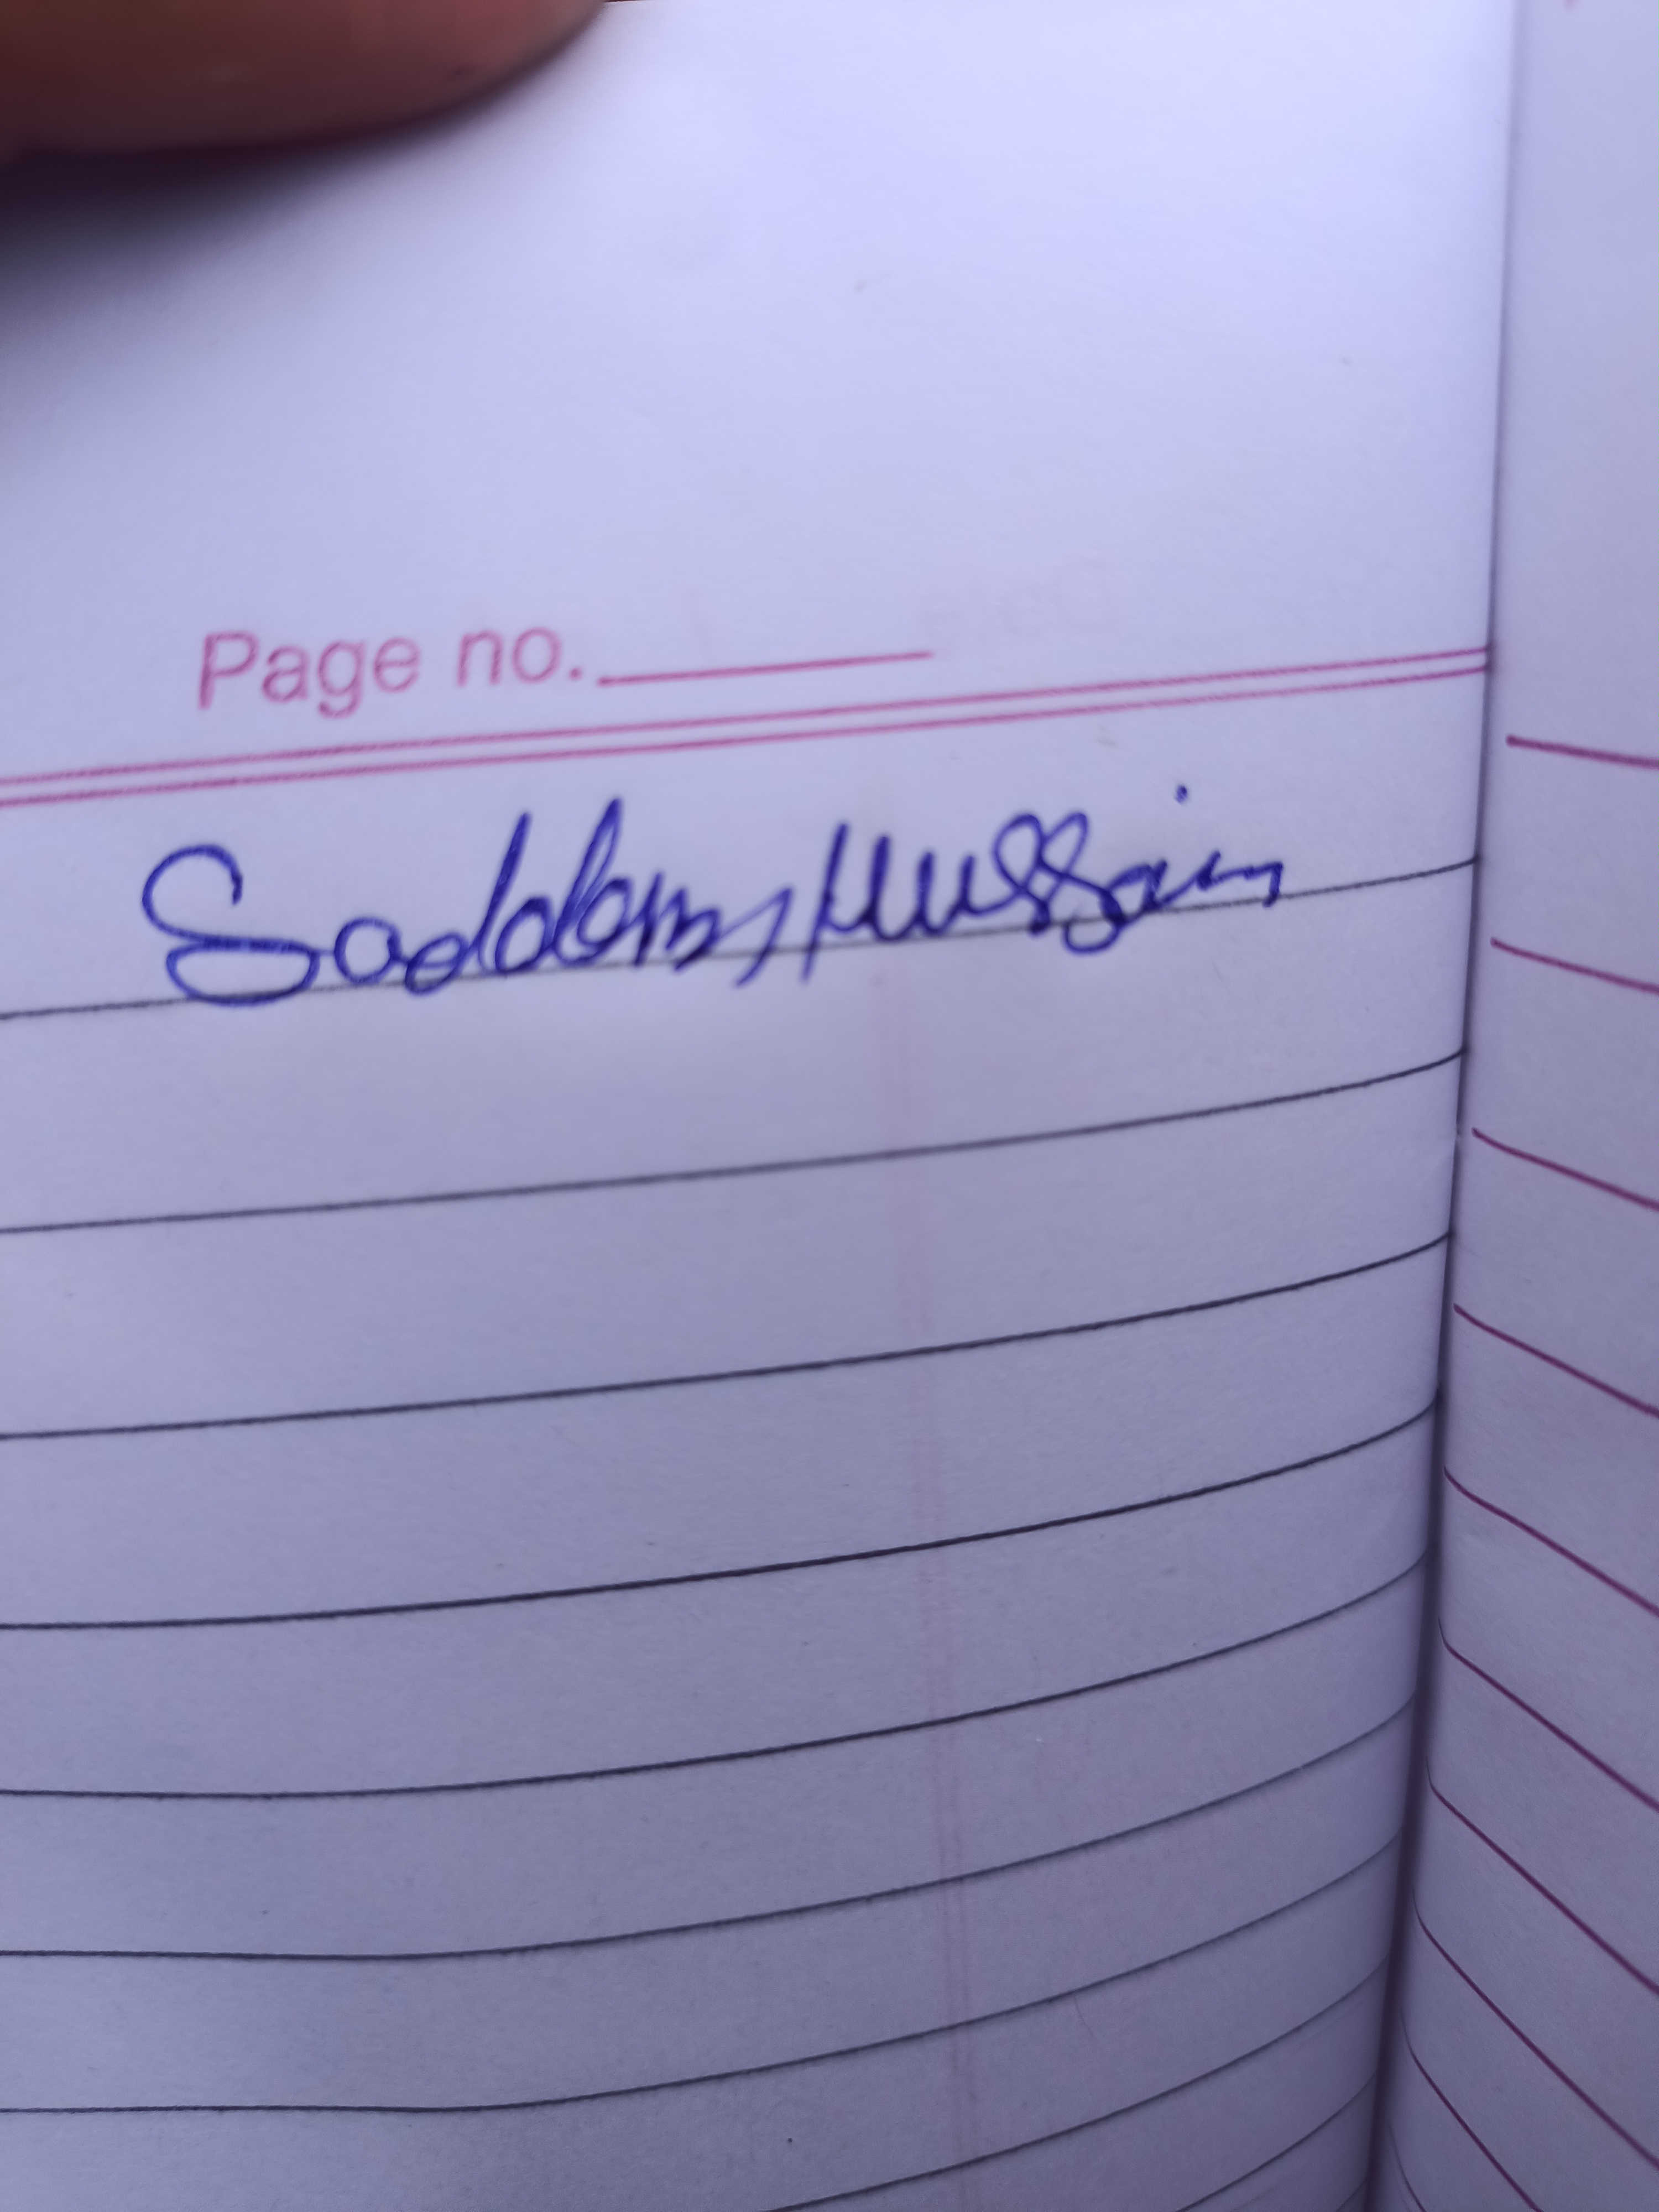 Page no.
Saddam Hussain